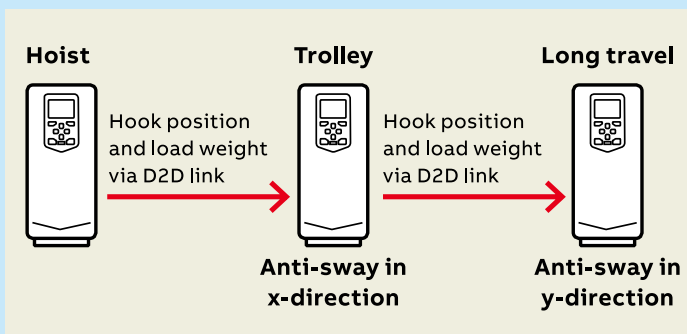 Hoist
Trolley
Long travel
Hook position
and load weight
via D2D link
Hook position
and load weight
via D2D link
Anti-sway in
x-direction
Anti-sway in
y-direction